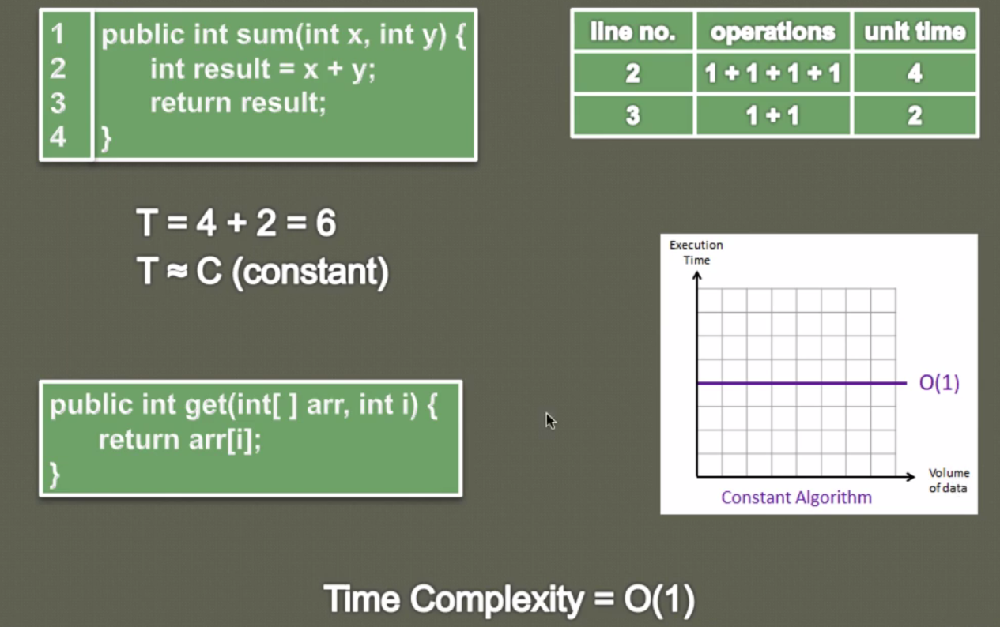 1 public int sum(int x, int y) {
2 int result = x + y;
3 return result;
4 }
line no. operations unit time
2 1 + 1 + 1 + 1 4
3 1 + 1 2
T = 4 + 2 = 6
T ≈ C (constant)
Execution
Time
O(1)
Volume
of data
Constant Algorithm
public int get(int[ ] arr, int i) {
return arr[i];
}
Time Complexity = O(1)